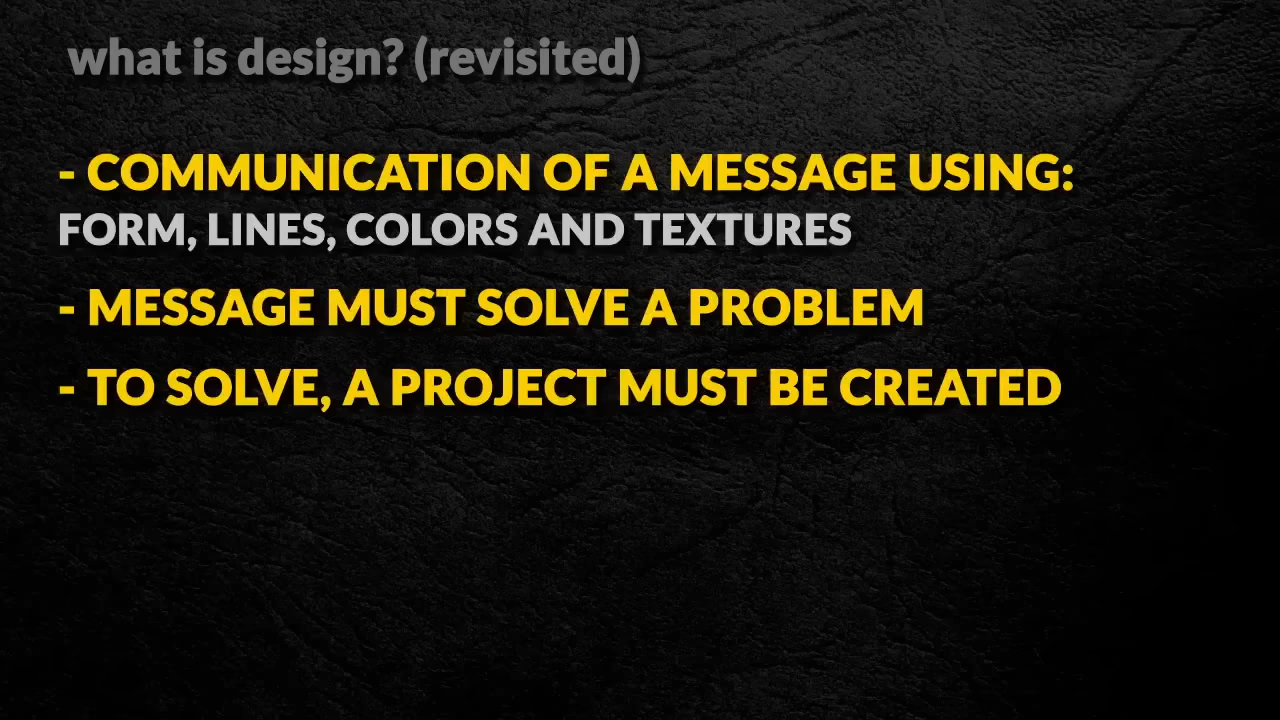 what is design? (revisited)
- COMMUNICATION OF A MESSAGE USING:
FORM, LINES, COLORS AND TEXTURES
- MESSAGE MUST SOLVE A PROBLEM
- TO SOLVE, A PROJECT MUST BE CREATED